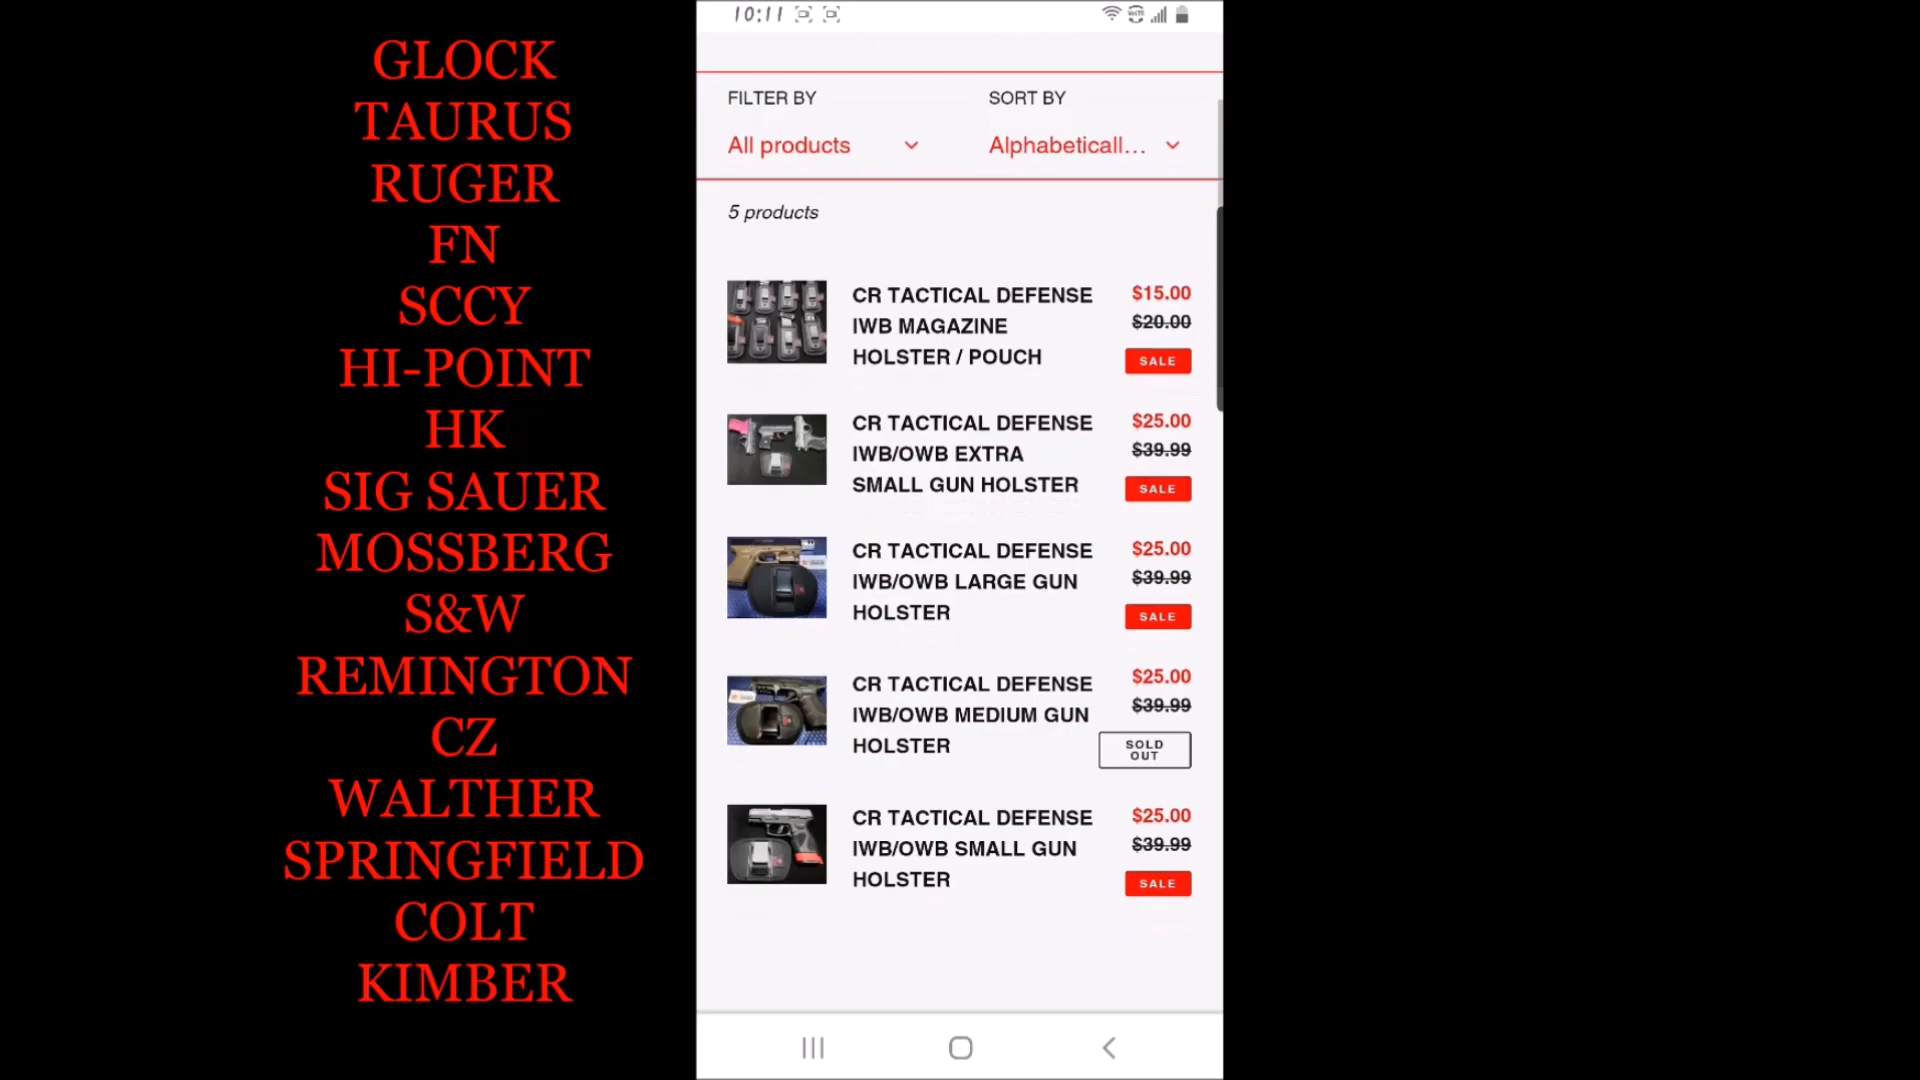 GLOCK
TAURUS
RUGER
FN
SCCY
HI-POINT
HK
SIG SAUER
MOSSBERG
S&W
REMINGTON
CZ
WALTHER
SPRINGFIELD
COLT
KIMBER
10:11
FILTER BY
SORT BY
All products
Alphabeticall...
5 products
CR TACTICAL DEFENSE
IWB MAGAZINE
HOLSTER / POUCH
$15.00
$20.00
SALE
CR TACTICAL DEFENSE
IWB/OWB EXTRA
SMALL GUN HOLSTER
$25.00
$39.99
SALE
CR TACTICAL DEFENSE
IWB/OWB LARGE GUN
HOLSTER
$25.00
$39.99
SALE
CR TACTICAL DEFENSE
IWB/OWB MEDIUM GUN
HOLSTER
$25.00
$39.99
SOLD
OUT
CR TACTICAL DEFENSE
IWB/OWB SMALL GUN
HOLSTER
$25.00
$39.99
SALE